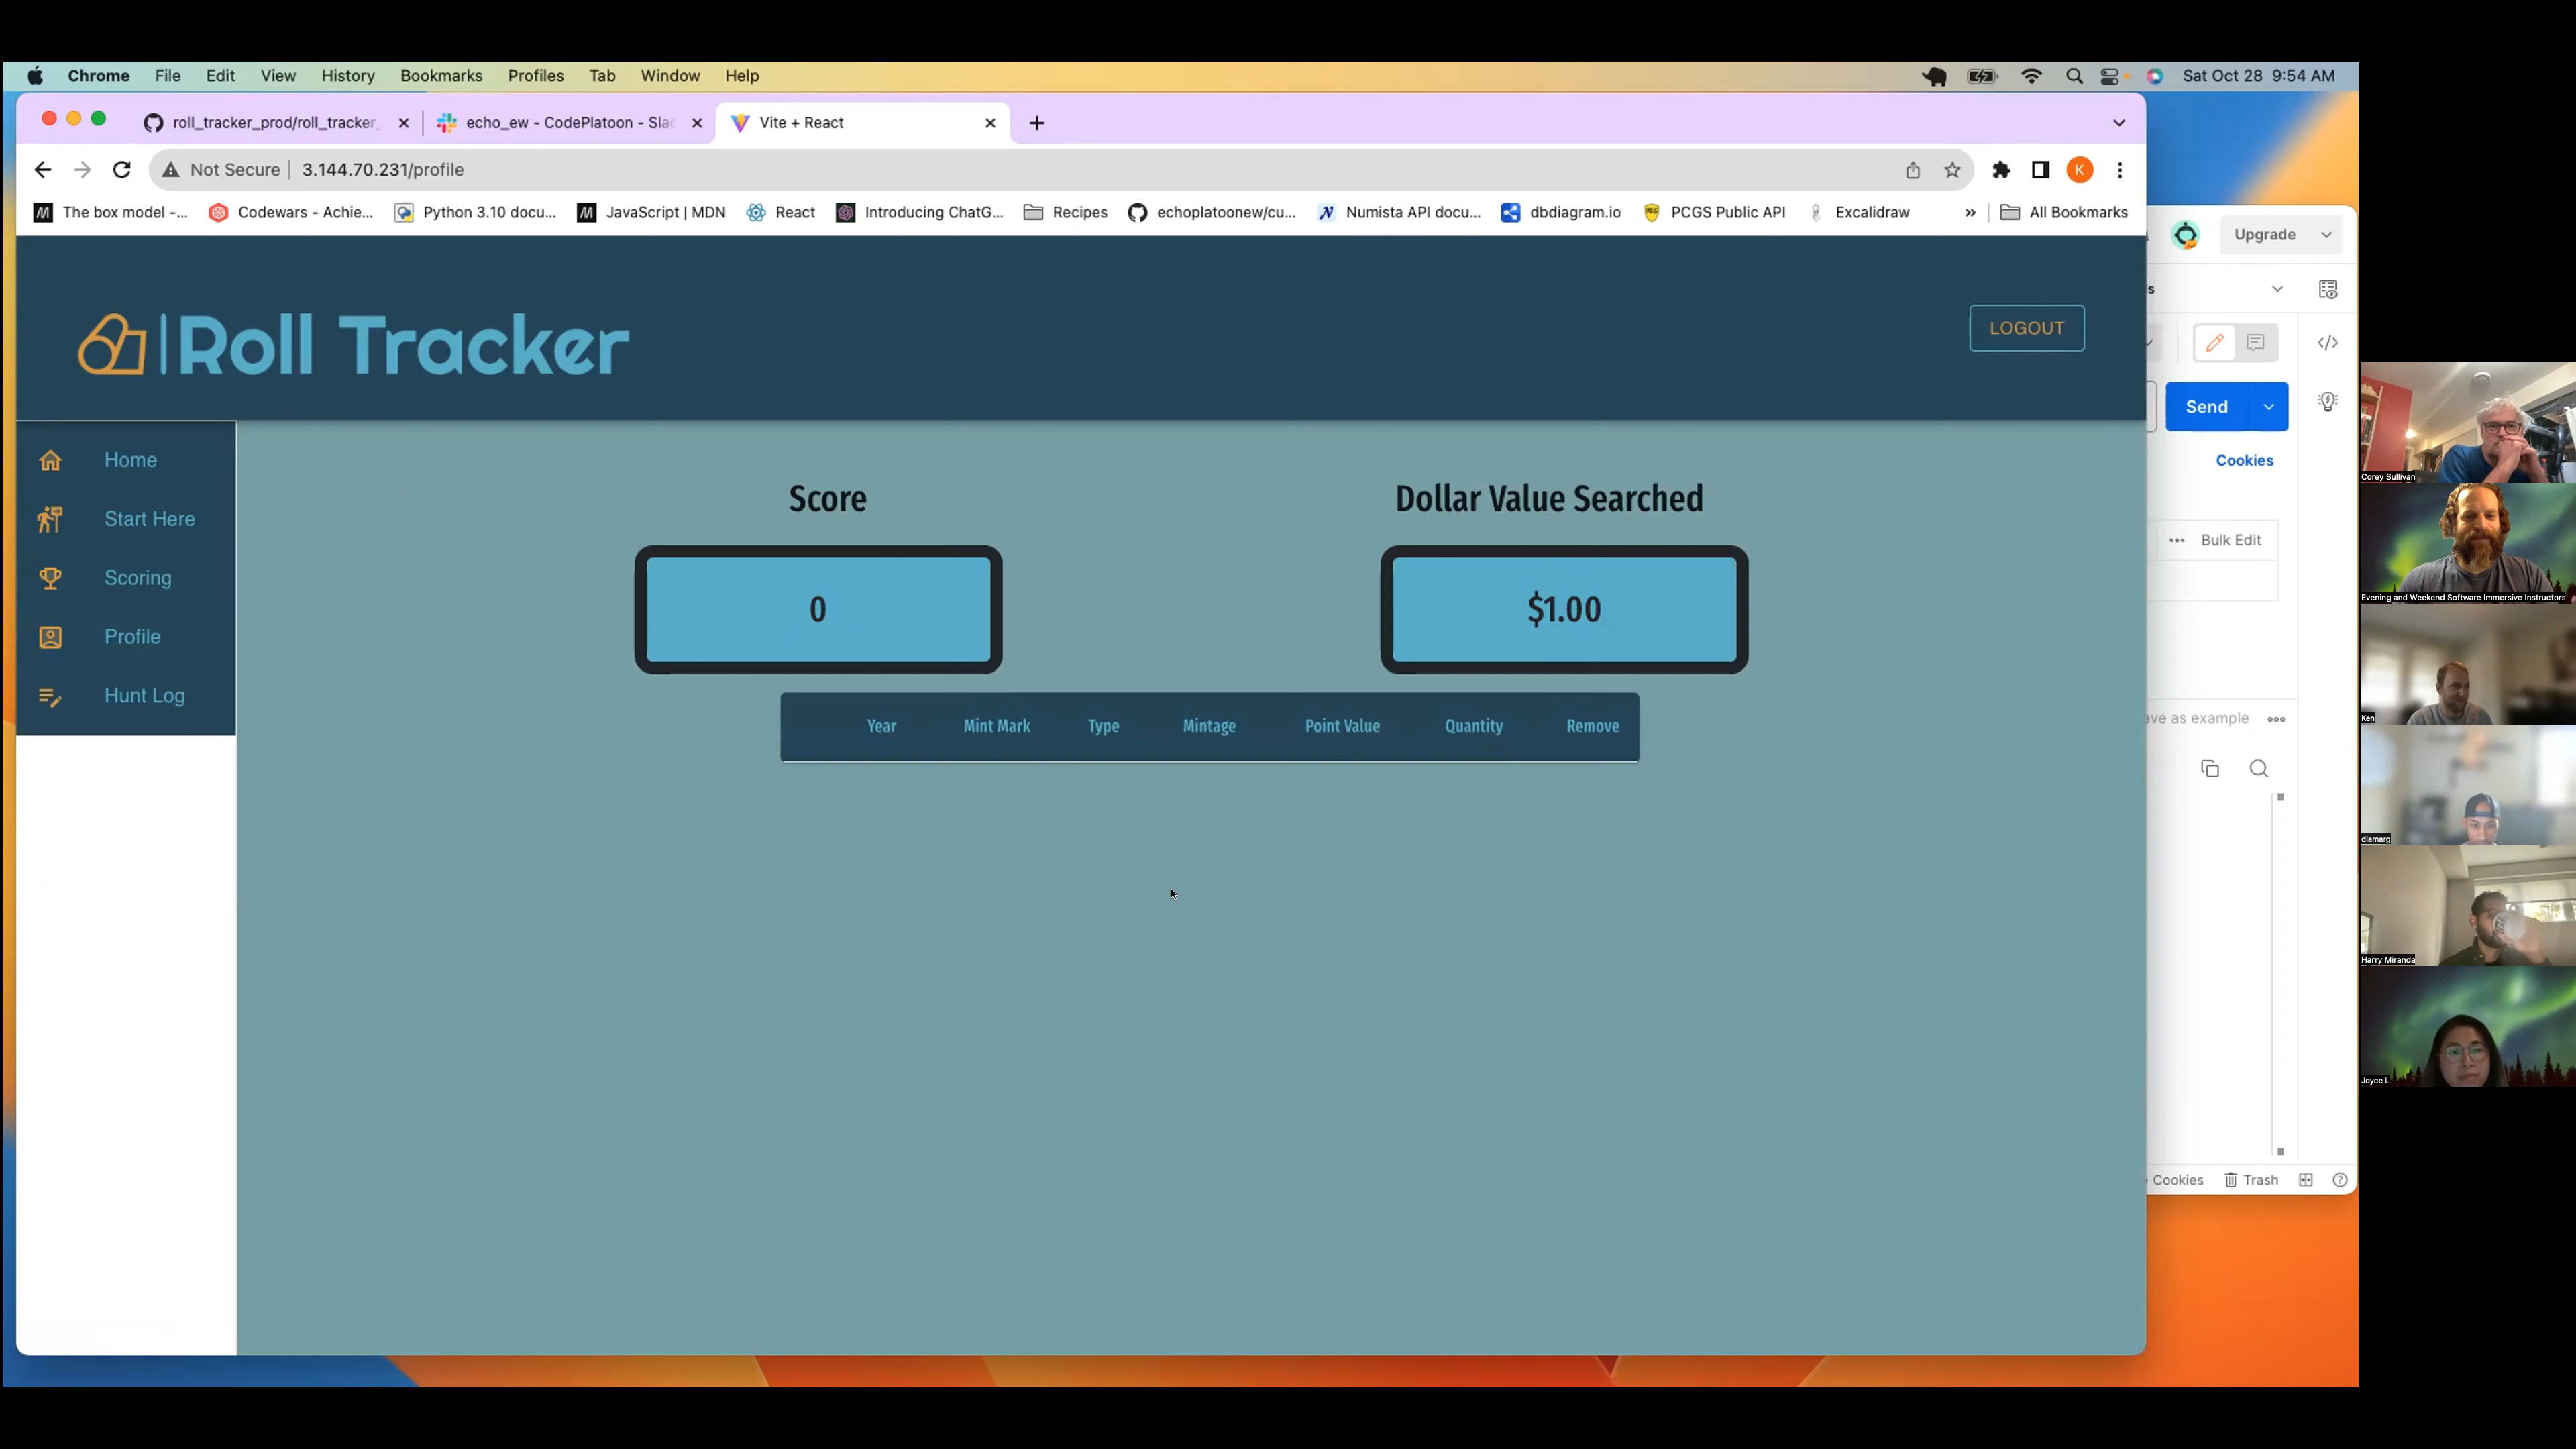 Chrome File Edit View History Bookmarks Profiles Tab Window Help
Sat Oct 28 9:54 AM
roll_tracker_prod/roll_tracker_
echo_ew - CodePlatoon - Slac
Vite + React
Not Secure 3.144.70.231/profile
K
The box model -... Codewars - Achie... Python 3.10 docu... JavaScript | MDN React Introducing ChatG... Recipes echoplatoonew/cu... Numista API docu... dbdiagram.io PCGS Public API Excalidraw » All Bookmarks
Roll Tracker
LOGOUT
Home
Start Here
Scoring
Profile
Hunt Log
Score
Dollar Value Searched
0
$1.00
Year Mint Mark Type Mintage Point Value Quantity Remove
Upgrade
s
Send
Cookies
Bulk Edit
ave as example
Cookies Trash
Corey Sullivan
Evening and Weekend Software Immersive Instructors
Ken
dlamarg
Harry Miranda
Joyce L